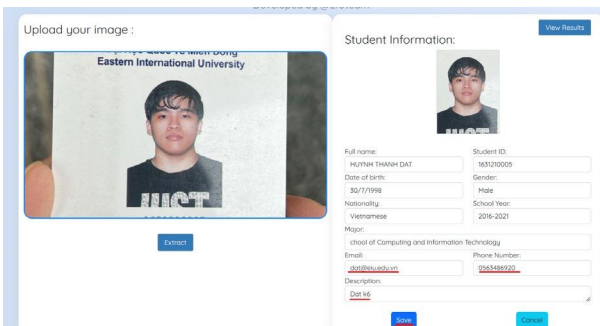 Upload your image :
Eastern International University
Extract
View Results
Student Information:
Full name:
Student ID:
HUYNH THANH DAT
1631210005
Date of birth:
Gender:
30/7/1998
Male
Nationality:
School Year:
Vietnamese
2016-2021
Major:
chool of Computing and Information Technology
Email:
Phone Number:
dat@eiu.edu.vn
0563486920
Description:
Dat k6
Save
Cancel